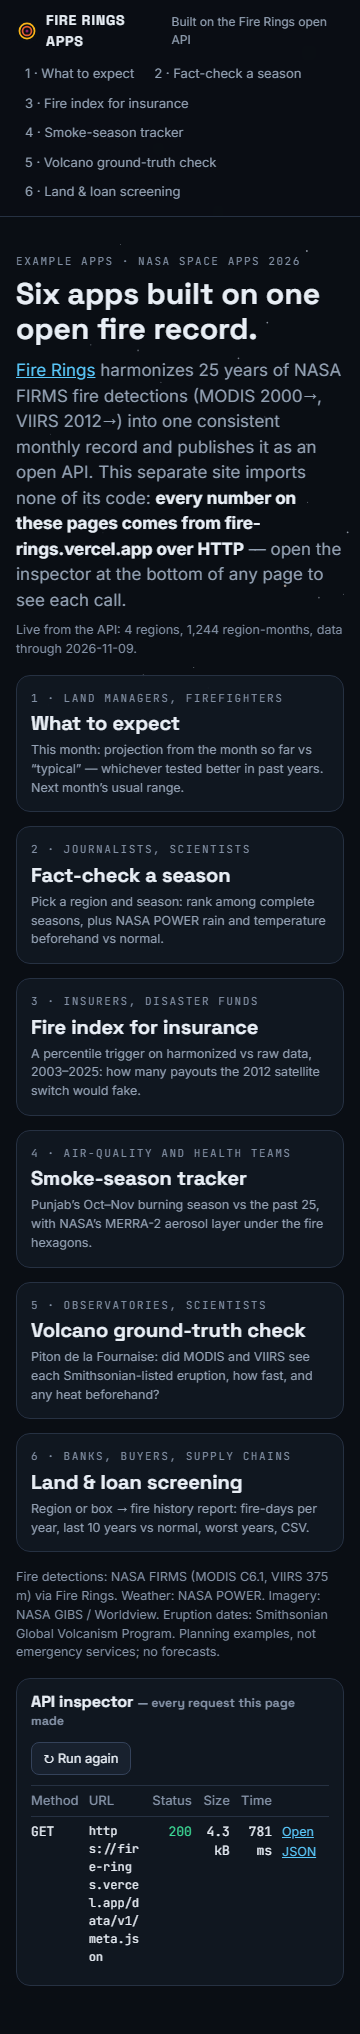 FIRE RINGS
APPS
Built on the Fire Rings open
API
1 · What to expect 2 · Fact-check a season
3 · Fire index for insurance
4 · Smoke-season tracker
5 · Volcano ground-truth check
6 · Land & loan screening
EXAMPLE APPS · NASA SPACE APPS 2026
Six apps built on one
open fire record.
Fire Rings harmonizes 25 years of NASA
FIRMS fire detections (MODIS 2000→,
VIIRS 2012→) into one consistent
monthly record and publishes it as an
open API. This separate site imports
none of its code: every number on
these pages comes from fire-
rings.vercel.app over HTTP — open the
inspector at the bottom of any page to
see each call.
Live from the API: 4 regions, 1,244 region-months, data
through 2026-11-09.
1 · LAND MANAGERS, FIREFIGHTERS
What to expect
This month: projection from the month so far vs
“typical” — whichever tested better in past years.
Next month’s usual range.
2 · JOURNALISTS, SCIENTISTS
Fact-check a season
Pick a region and season: rank among complete
seasons, plus NASA POWER rain and temperature
beforehand vs normal.
3 · INSURERS, DISASTER FUNDS
Fire index for insurance
A percentile trigger on harmonized vs raw data,
2003–2025: how many payouts the 2012 satellite
switch would fake.
4 · AIR-QUALITY AND HEALTH TEAMS
Smoke-season tracker
Punjab’s Oct–Nov burning season vs the past 25,
with NASA’s MERRA-2 aerosol layer under the fire
hexagons.
5 · OBSERVATORIES, SCIENTISTS
Volcano ground-truth check
Piton de la Fournaise: did MODIS and VIIRS see
each Smithsonian-listed eruption, how fast, and
any heat beforehand?
6 · BANKS, BUYERS, SUPPLY CHAINS
Land & loan screening
Region or box → fire history report: fire-days per
year, last 10 years vs normal, worst years, CSV.
Fire detections: NASA FIRMS (MODIS C6.1, VIIRS 375
m) via Fire Rings. Weather: NASA POWER. Imagery:
NASA GIBS / Worldview. Eruption dates: Smithsonian
Global Volcanism Program. Planning examples, not
emergency services; no forecasts.
API inspector — every request this page
made
↻ Run again
Method URL Status Size Time
GET http 200 4.3 781 Open
s://fir kB ms JSON
e-ring
s.verce
l.app/d
ata/v1/
meta.js
on